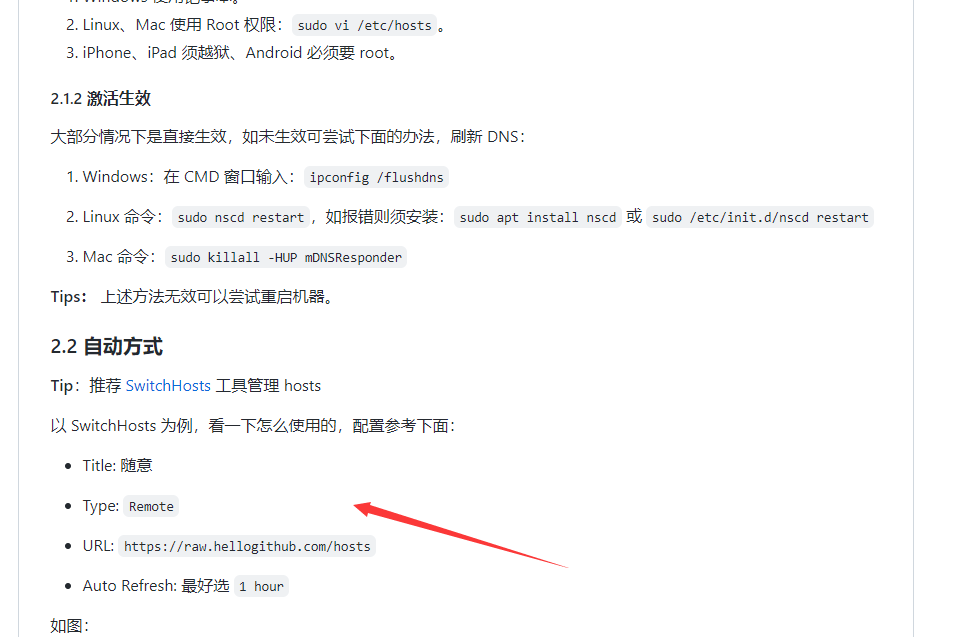 2. Linux、Mac 使用 Root 权限：sudo vi /etc/hosts 。
3. iPhone、iPad 须越狱、Android 必须要 root。
2.1.2 激活生效
大部分情况下是直接生效，如未生效可尝试下面的办法，刷新 DNS：
1. Windows：在 CMD 窗口输入：ipconfig /flushdns
2. Linux 命令：sudo nscd restart ，如报错则须安装：sudo apt install nscd 或 sudo /etc/init.d/nscd restart
3. Mac 命令：sudo killall -HUP mDNSResponder
Tips： 上述方法无效可以尝试重启机器。
2.2 自动方式
Tip：推荐 SwitchHosts 工具管理 hosts
以 SwitchHosts 为例，看一下怎么使用的，配置参考下面：
• Title: 随意
• Type: Remote
• URL: https://raw.hellogithub.com/hosts
• Auto Refresh: 最好选 1 hour
如图：